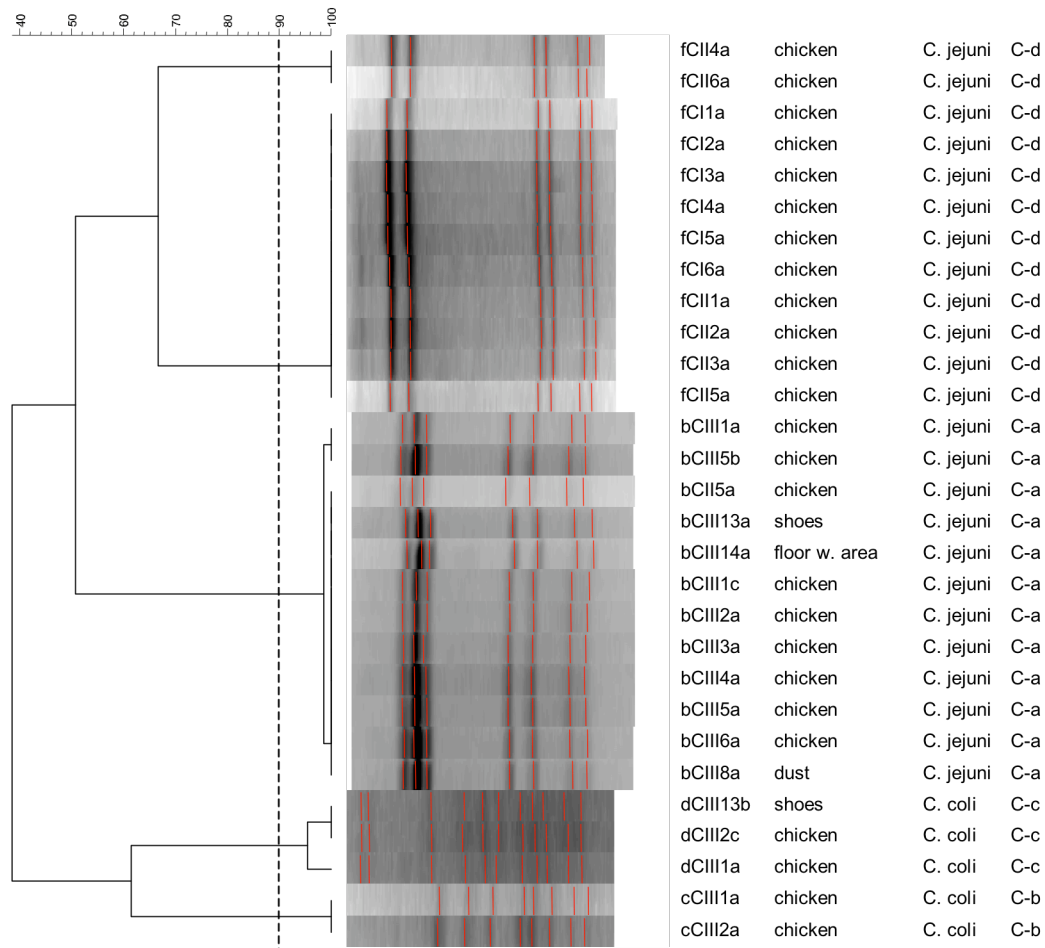 40 50 60 70 80 90 100
fCII4a chicken C. jejuni C-d
fCII6a chicken C. jejuni C-d
fCI1a chicken C. jejuni C-d
fCI2a chicken C. jejuni C-d
fCI3a chicken C. jejuni C-d
fCI4a chicken C. jejuni C-d
fCI5a chicken C. jejuni C-d
fCI6a chicken C. jejuni C-d
fCII1a chicken C. jejuni C-d
fCII2a chicken C. jejuni C-d
fCII3a chicken C. jejuni C-d
fCII5a chicken C. jejuni C-d
bCIII1a chicken C. jejuni C-a
bCIII5b chicken C. jejuni C-a
bCII5a chicken C. jejuni C-a
bCIII13a shoes C. jejuni C-a
bCIII14a floor w. area C. jejuni C-a
bCIII1c chicken C. jejuni C-a
bCIII2a chicken C. jejuni C-a
bCIII3a chicken C. jejuni C-a
bCIII4a chicken C. jejuni C-a
bCIII5a chicken C. jejuni C-a
bCIII6a chicken C. jejuni C-a
bCIII8a dust C. jejuni C-a
dCIII13b shoes C. coli C-c
dCIII2c chicken C. coli C-c
dCIII1a chicken C. coli C-c
cCIII1a chicken C. coli C-b
cCIII2a chicken C. coli C-b